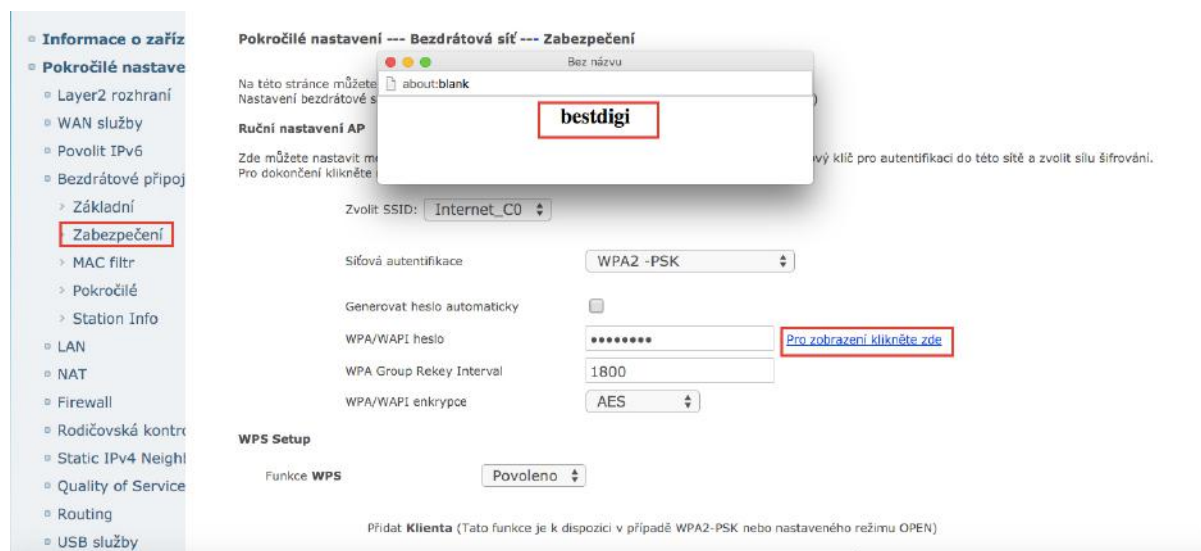 Informace o zaříz
Pokročilé nastave
Layer2 rozhraní
WAN služby
Povolit IPv6
Bezdrátové připoj
Základní
Zabezpečení
MAC filtr
Pokročilé
Station Info
LAN
NAT
Firewall
Rodičovská kontro
Static IPv4 Neighl
Quality of Service
Routing
USB služby
Pokročilé nastavení --- Bezdrátová síť --- Zabezpečení
Bez názvu
about:blank
bestdigi
Na této stránce můžete
Nastavení bezdrátové s )
Ruční nastavení AP
Zde můžete nastavit m ový klíč pro autentifikaci do této sítě a zvolit sílu šifrování.
Pro dokončení klikněte
Zvolit SSID: Internet_C0
Síťová autentifikace WPA2 -PSK
Generovat heslo automaticky
WPA/WAPI heslo •••••••• Pro zobrazení klikněte zde
WPA Group Rekey Interval 1800
WPA/WAPI enkrypce AES
WPS Setup
Funkce WPS Povoleno
Přidat Klienta (Tato funkce je k dispozici v případě WPA2-PSK nebo nastaveného režimu OPEN)